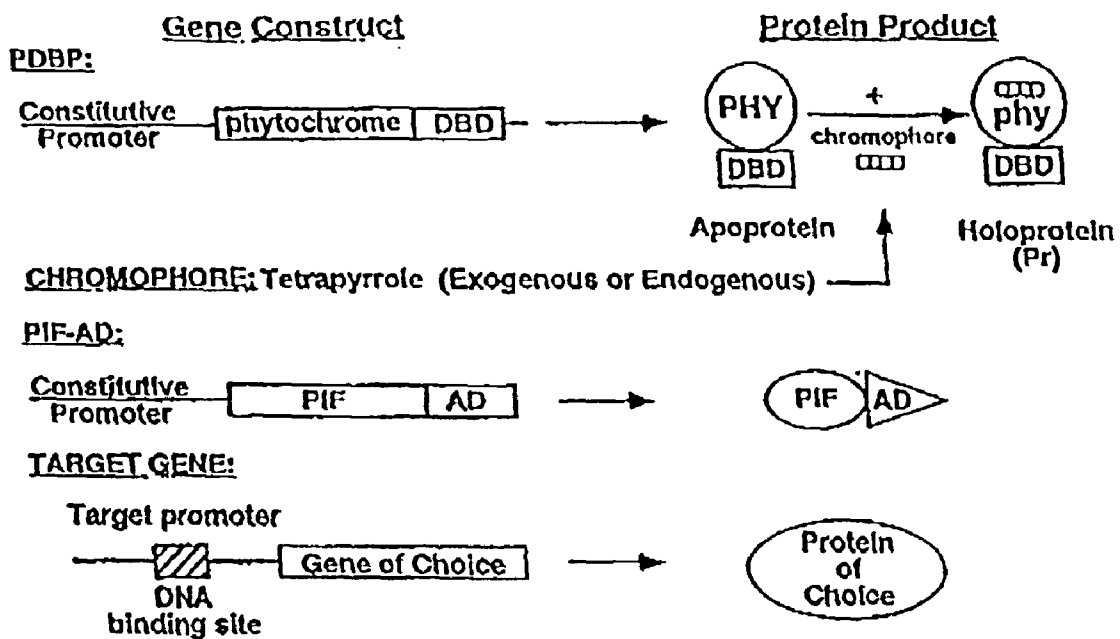 Gene Construct
Protein Product
PDBP:
Constitutive
Promoter
phytochrome
DBD
PHY
DBD
Apoprotein
+
chromophore
phy
DBD
Holoprotein
(Pr)
CHROMOPHORE: Tetrapyrrole (Exogenous or Endogenous)
PIF-AD:
Constitutive
Promoter
PIF
AD
PIF
AD
TARGET GENE:
Target promoter
Gene of Choice
DNA
binding site
Protein
of
Choice